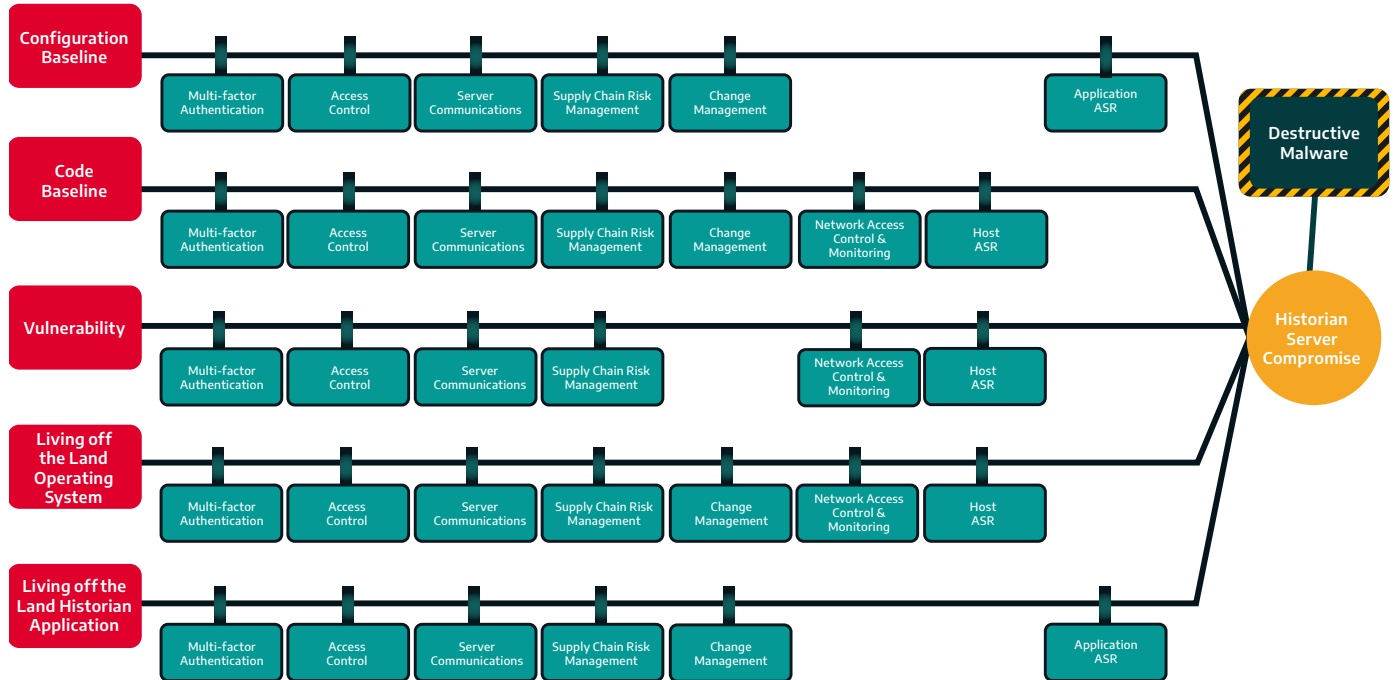 Configuration
Baseline
Multi-factor
Authentication
Access
Control
Server
Communications
Supply Chain Risk
Management
Change
Management
Application
ASR
Destructive
Malware
Code
Baseline
Multi-factor
Authentication
Access
Control
Server
Communications
Supply Chain Risk
Management
Change
Management
Network Access
Control &
Monitoring
Host
ASR
Vulnerability
Multi-factor
Authentication
Access
Control
Server
Communications
Supply Chain Risk
Management
Network Access
Control &
Monitoring
Host
ASR
Historian
Server
Compromise
Living off
the Land
Operating
System
Multi-factor
Authentication
Access
Control
Server
Communications
Supply Chain Risk
Management
Change
Management
Network Access
Control &
Monitoring
Host
ASR
Living off the
Land Historian
Application
Multi-factor
Authentication
Access
Control
Server
Communications
Supply Chain Risk
Management
Change
Management
Application
ASR